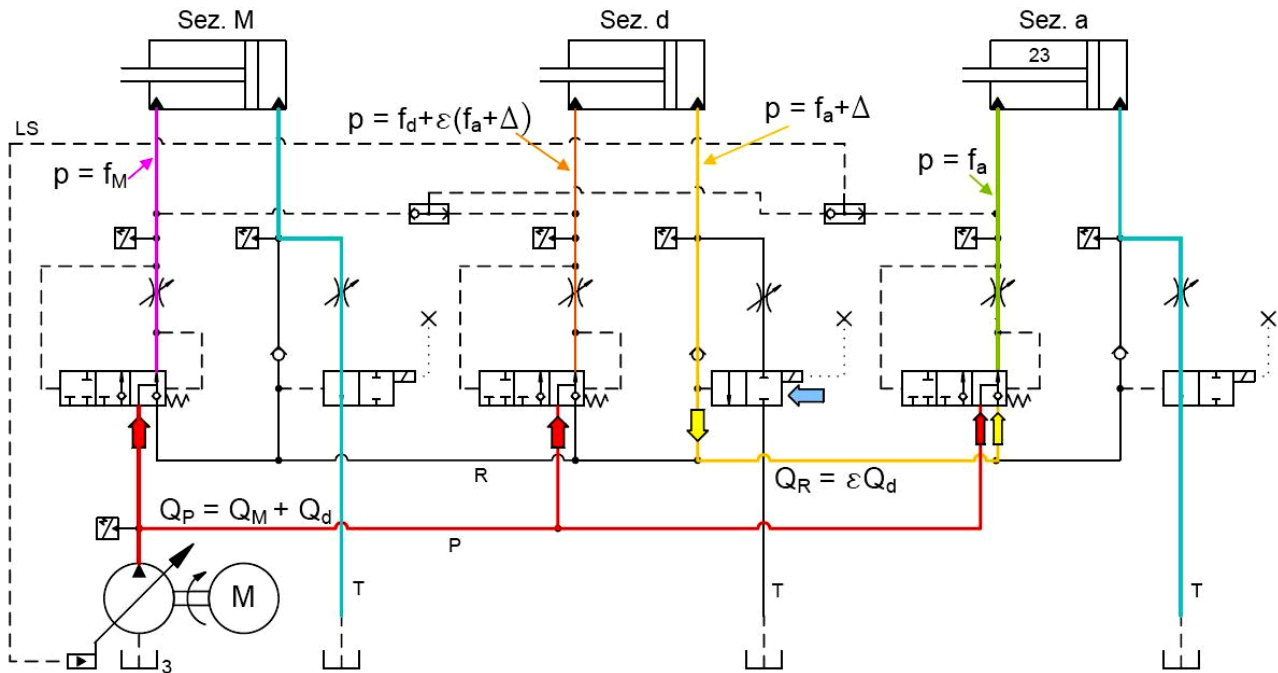 Sez. M
Sez. d
Sez. a
23
LS
p = f_M
p = f_d+ε(f_a+Δ)
p = f_a+Δ
p = f_a
R
Q_R = εQ_d
Q_P = Q_M + Q_d
P
M
T
T
T
3